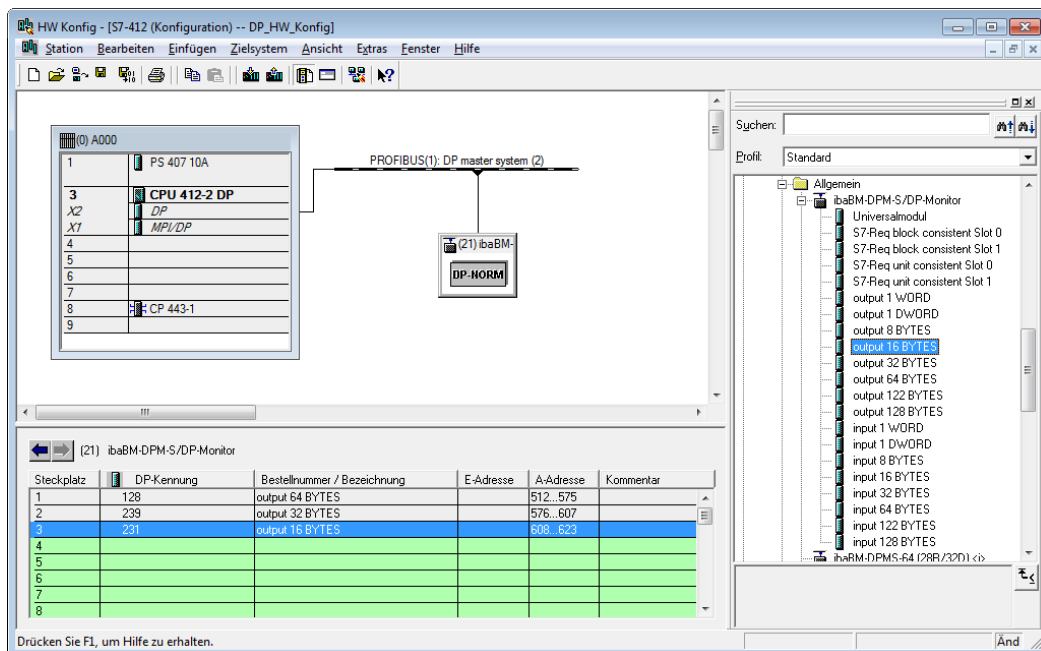 HW Konfig - [S7-412 (Konfiguration) -- DP_HW_Konfig]
Station Bearbeiten Einfügen Zielsystem Ansicht Extras Fenster Hilfe
(0) A000
1 PS 407 10A
3 CPU 412-2 DP
X2 DP
X1 MPI/DP
4
5
6
7
8 CP 443-1
9
PROFIBUS(1): DP master system (2)
(21) ibaBM-
DP-NORM
Suchen:
Profil: Standard
Allgemein
ibaBM-DPM-S/DP-Monitor
Universalmodul
S7-Req block consistent Slot 0
S7-Req block consistent Slot 1
S7-Req unit consistent Slot 0
S7-Req unit consistent Slot 1
output 1 WORD
output 1 DWORD
output 8 BYTES
output 16 BYTES
output 32 BYTES
output 64 BYTES
output 122 BYTES
output 128 BYTES
input 1 WORD
input 1 DWORD
input 8 BYTES
input 16 BYTES
input 32 BYTES
input 64 BYTES
input 122 BYTES
input 128 BYTES
ibaBM-DPMS-64 (28R/32D) <i>
(21) ibaBM-DPM-S/DP-Monitor
Steckplatz DP-Kennung Bestellnummer / Bezeichnung E-Adresse A-Adresse Kommentar
1 128 output 64 BYTES 512...575
2 239 output 32 BYTES 576...607
3 231 output 16 BYTES 608...623
4
5
6
7
8
Drücken Sie F1, um Hilfe zu erhalten.
Änd